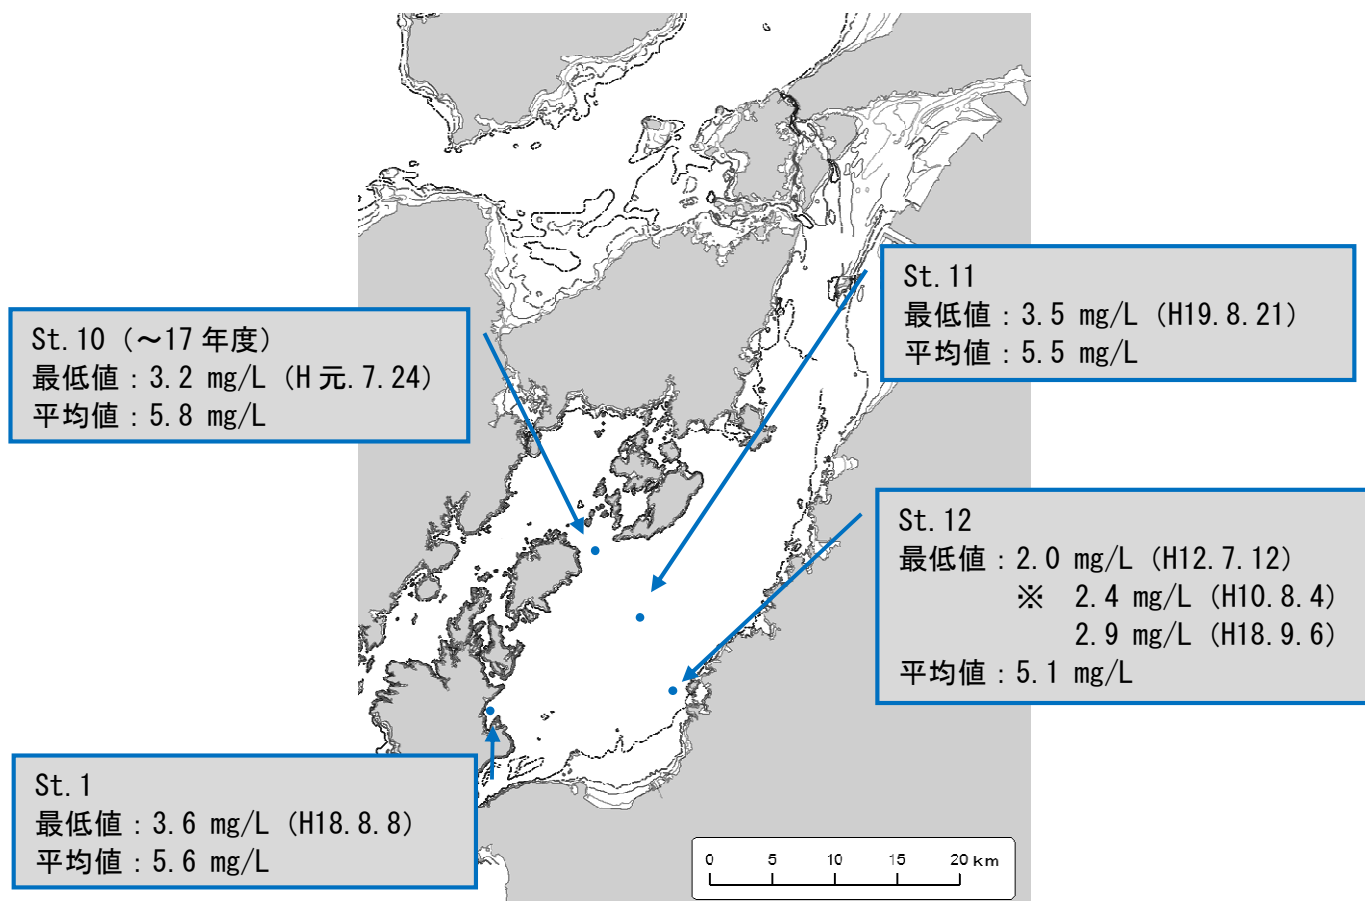 St.11
最低値：3.5 mg/L（H19.8.21）
平均値：5.5 mg/L
St.10（～17年度）
最低値：3.2 mg/L（H元.7.24）
平均値：5.8 mg/L
St.12
最低値：2.0 mg/L（H12.7.12）
※　2.4 mg/L（H10.8.4）
2.9 mg/L（H18.9.6）
平均値：5.1 mg/L
St.1
最低値：3.6 mg/L（H18.8.8）
平均値：5.6 mg/L
0 5 10 15 20 km